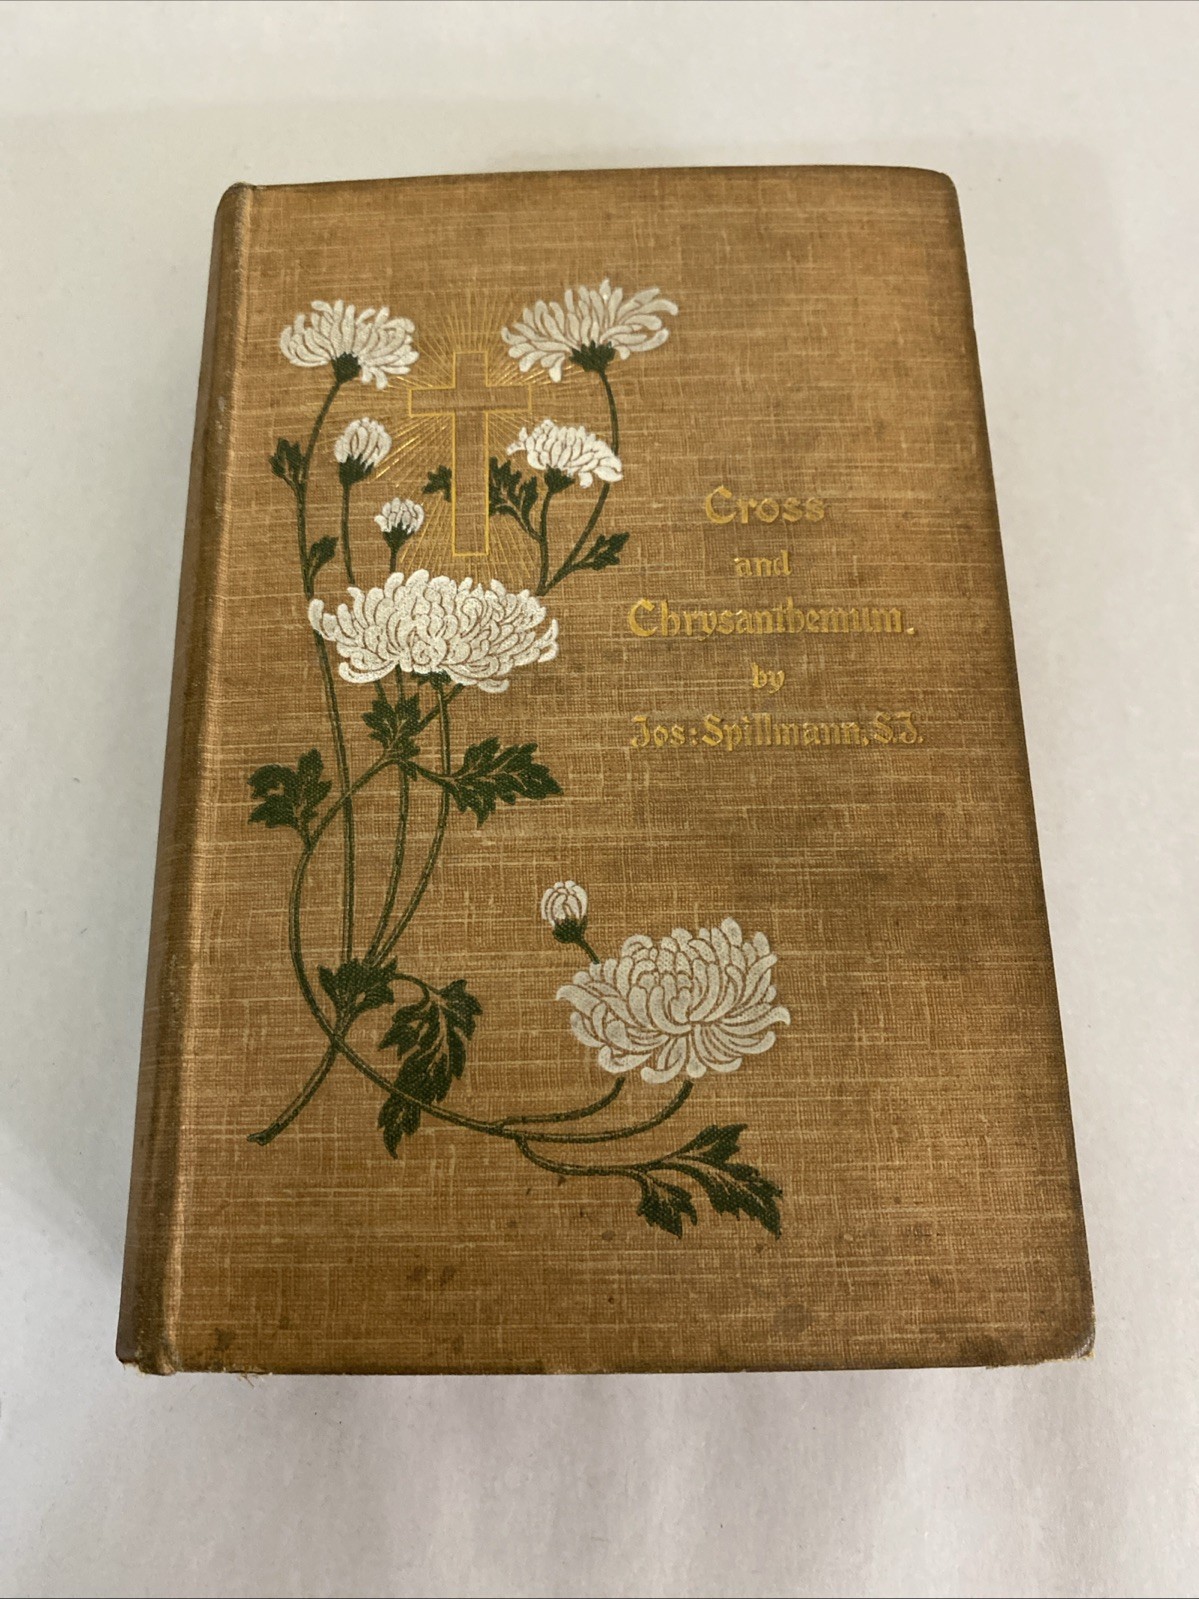 Cross
and
Chrysanthemum.
by
Jos: Spillmann, S.J.